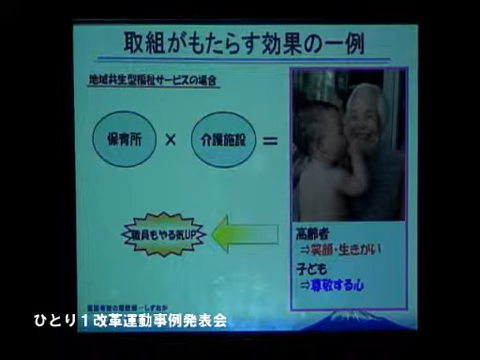 取組がもたらす効果の一例
地域共生型福祉サービスの場合
保育所 × 介護施設 =
職員もやる気UP
高齢者
⇒笑顔・生きがい
子ども
⇒尊敬する心
ひとり1改革運動事例発表会